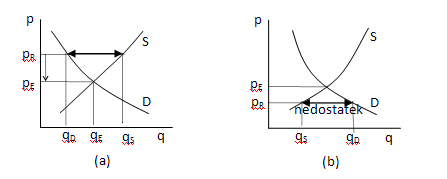 p
S
pR
pE
D
qD qE qS q
(a)
p
S
pE
pR
D
nedostatek
qS qD q
(b)